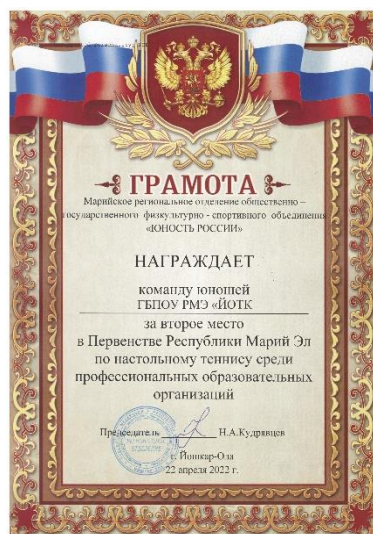 ГРАМОТА
Марийское региональное отделение общественно –
государственного физкультурно - спортивного объединения
«ЮНОСТЬ РОССИИ»
НАГРАЖДАЕТ
команду юношей
ГБПОУ РМЭ «ЙОТК
за второе место
в Первенстве Республики Марий Эл
по настольному теннису среди
профессиональных образовательных
организаций
Председатель Н.А.Кудрявцев
г. Йошкар-Ола
22 апреля 2022 г.